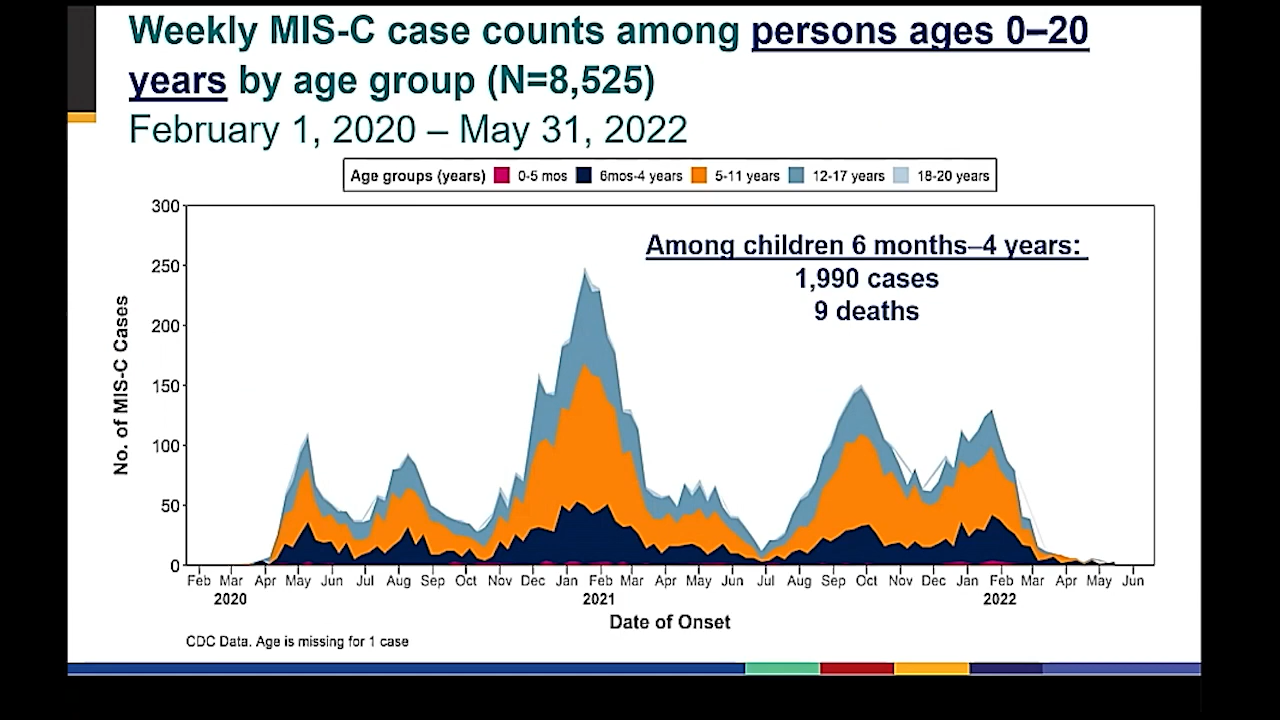 Weekly MIS-C case counts among persons ages 0–20
years by age group (N=8,525)
February 1, 2020 – May 31, 2022
Age groups (years) 0-5 mos 6mos-4 years 5-11 years 12-17 years 18-20 years
300
250
200
150
100
50
0
No. of MIS-C Cases
Among children 6 months–4 years:
1,990 cases
9 deaths
Feb Mar Apr May Jun Jul Aug Sep Oct Nov Dec Jan Feb Mar Apr May Jun Jul Aug Sep Oct Nov Dec Jan Feb Mar Apr May Jun
2020 2021 2022
Date of Onset
CDC Data. Age is missing for 1 case